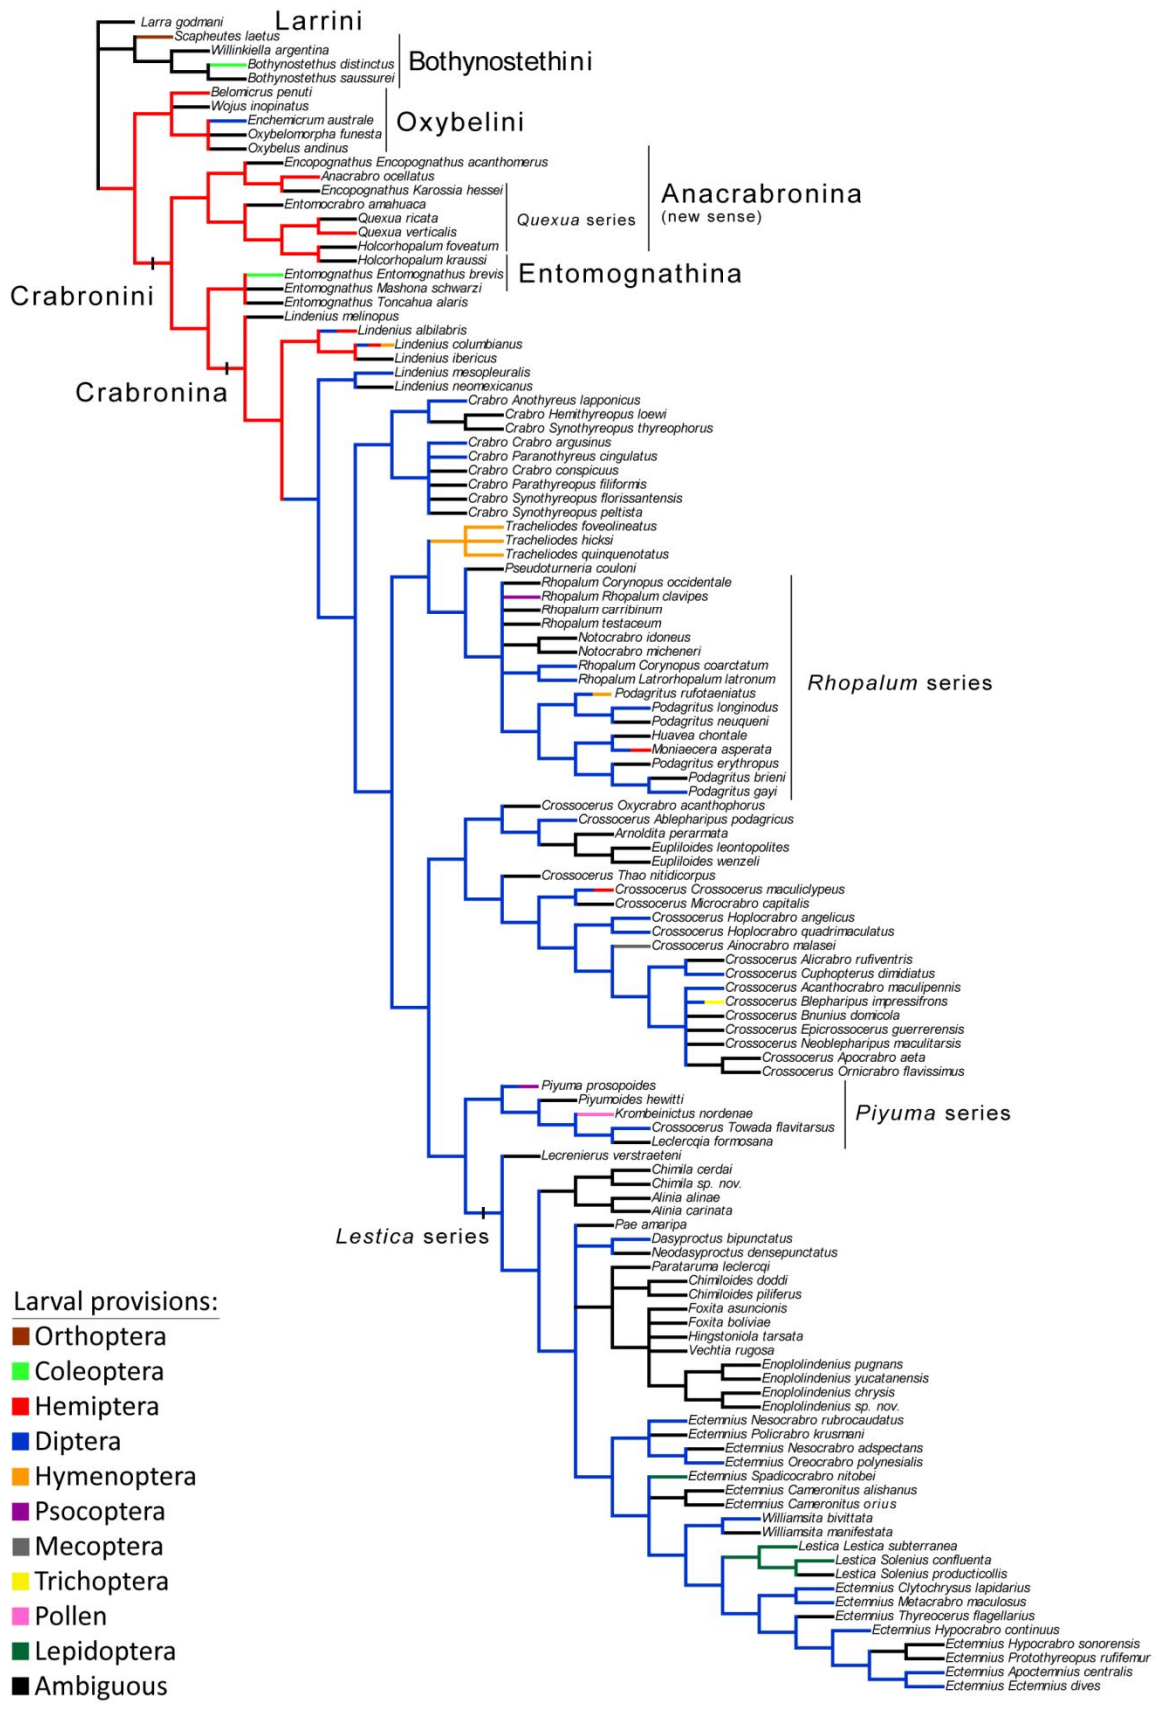 Larra godmani
Larrini
Scapheutes laetus
Willinkiella argentina
Bothynostethus distinctus
Bothynostethus saussurei
Bothynostethini
Belomicrus penuti
Wojus inopinatus
Enchemicrum australe
Oxybelomorpha funesta
Oxybelus andinus
Oxybelini
Encopognathus Encopognathus acanthomerus
Anacrabro ocellatus
Encopognathus Karossia hessei
Entomocrabro amahuaca
Quexua ricata
Quexua verticalis
Holcorhopalum foveatum
Holcorhopalum kraussi
Quexua series
Anacrabronina
(new sense)
Entomognathus Entomognathus brevis
Entomognathus Mashona schwarzi
Entomognathus Toncahua alaris
Entomognathina
Crabronini
Lindenius melinopus
Lindenius albilabris
Lindenius columbianus
Lindenius ibericus
Lindenius mesopleuralis
Lindenius neomexicanus
Crabronina
Crabro Anothyreus lapponicus
Crabro Hemithyreopus loewi
Crabro Synothyreopus thyreophorus
Crabro Crabro argusinus
Crabro Paranothyreus cingulatus
Crabro Crabro conspicuus
Crabro Parathyreopus filiformis
Crabro Synothyreopus florissantensis
Crabro Synothyreopus peltista
Tracheliodes foveolineatus
Tracheliodes hicksi
Tracheliodes quinquenotatus
Pseudoturneria couloni
Rhopalum Corynopus occidentale
Rhopalum Rhopalum clavipes
Rhopalum carribinum
Rhopalum testaceum
Notocrabro idoneus
Notocrabro micheneri
Rhopalum Corynopus coarctatum
Rhopalum Latrorhopalum latronum
Podagritus rufotaeniatus
Podagritus longinodus
Podagritus neuqueni
Huavea chontale
Moniaecera asperata
Podagritus erythropus
Podagritus brieni
Podagritus gayi
Rhopalum series
Crossocerus Oxycrabro acanthophorus
Crossocerus Ablepharipus podagricus
Arnoldita perarmata
Eupliloides leontopolites
Eupliloides wenzeli
Crossocerus Thao nitidicorpus
Crossocerus Crossocerus maculiclypeus
Crossocerus Microcrabro capitalis
Crossocerus Hoplocrabro angelicus
Crossocerus Hoplocrabro quadrimaculatus
Crossocerus Ainocrabro malasei
Crossocerus Alicrabro rufiventris
Crossocerus Cuphopterus dimidiatus
Crossocerus Acanthocrabro maculipennis
Crossocerus Blepharipus impressifrons
Crossocerus Bnunius domicola
Crossocerus Epicrossocerus guerrerensis
Crossocerus Neoblepharipus maculitarsis
Crossocerus Apocrabro aeta
Crossocerus Ornicrabro flavissimus
Piyuma prosopoides
Piyumoides hewitti
Krombeinictus nordenae
Crossocerus Towada flavitarsus
Leclercqia formosana
Piyuma series
Lecrenierus verstraeteni
Chimila cerdai
Chimila sp. nov.
Alinia alinae
Alinia carinata
Lestica series
Pae amaripa
Dasyproctus bipunctatus
Neodasyproctus densepunctatus
Parataruma leclercqi
Chimiloides doddi
Chimiloides piliferus
Foxita asuncionis
Foxita boliviae
Hingstoniola tarsata
Vechtia rugosa
Enoplolindenius pugnans
Enoplolindenius yucatanensis
Enoplolindenius chrysis
Enoplolindenius sp. nov.
Ectemnius Nesocrabro rubrocaudatus
Ectemnius Policrabro krusmani
Ectemnius Nesocrabro adspectans
Ectemnius Oreocrabro polynesialis
Ectemnius Spadicocrabro nitobei
Ectemnius Cameronitus alishanus
Ectemnius Cameronitus orius
Williamsita bivittata
Williamsita manifestata
Lestica Lestica subterranea
Lestica Solenius confluenta
Lestica Solenius producticollis
Ectemnius Clytochrysus lapidarius
Ectemnius Metacrabro maculosus
Ectemnius Thyreocerus flagellarius
Ectemnius Hypocrabro continuus
Ectemnius Hypocrabro sonorensis
Ectemnius Protothyreopus rufifemur
Ectemnius Apoctemnius centralis
Ectemnius Ectemnius dives
Larval provisions:
Orthoptera
Coleoptera
Hemiptera
Diptera
Hymenoptera
Psocoptera
Mecoptera
Trichoptera
Pollen
Lepidoptera
Ambiguous